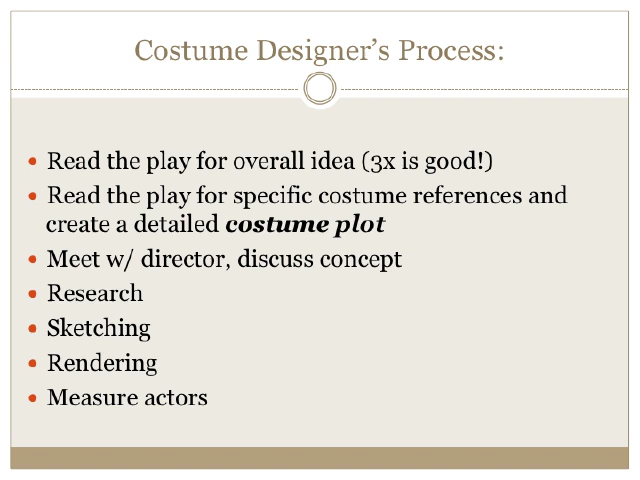 Costume Designer's Process:
• Read the play for overall idea (3x is good!)
• Read the play for specific costume references and
create a detailed costume plot
• Meet w/ director, discuss concept
• Research
• Sketching
• Rendering
• Measure actors